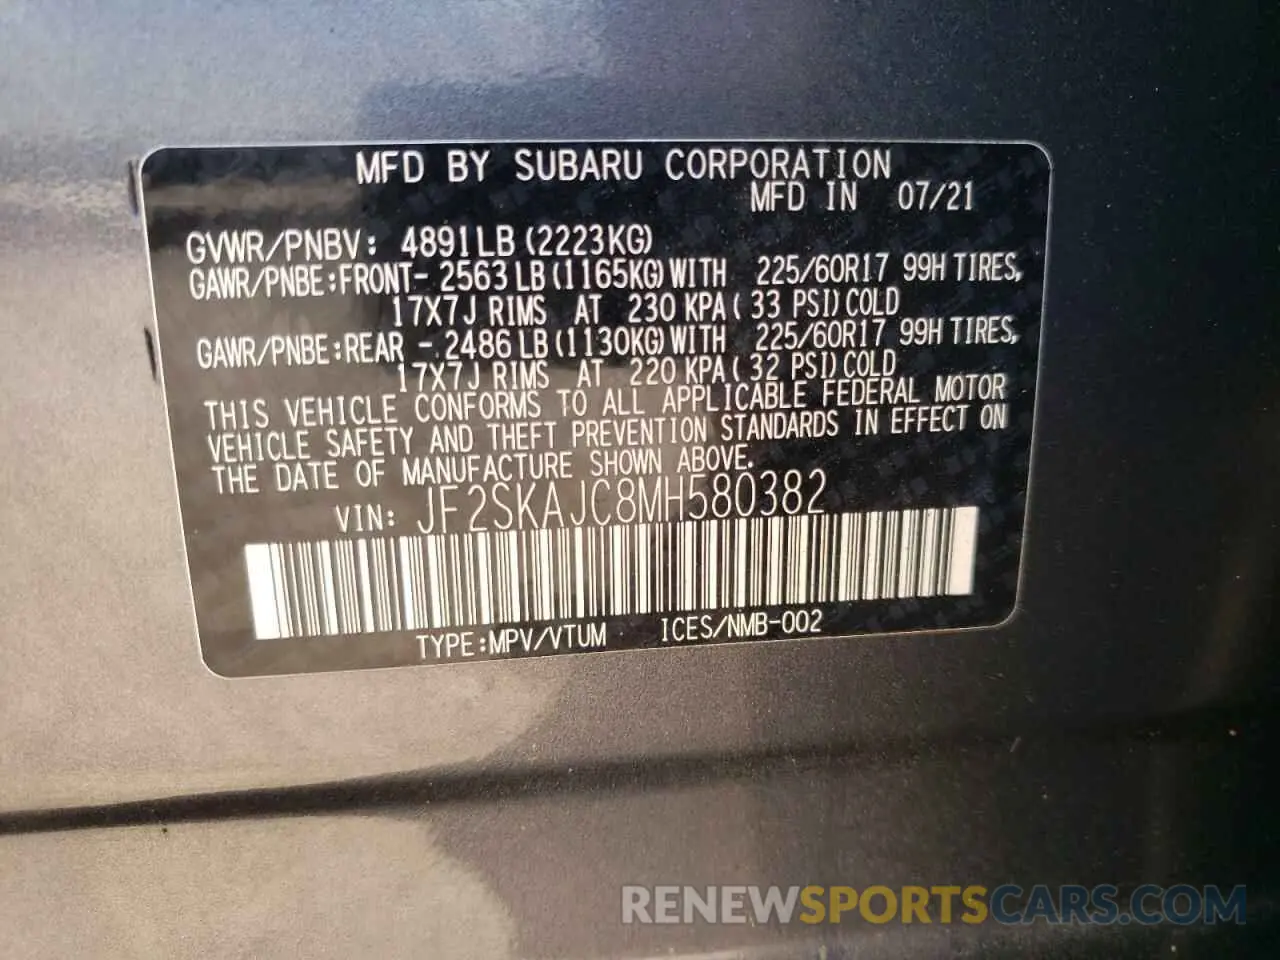 MFD BY SUBARU CORPORATION
MFD IN 07/21
GVWR/PNBV: 4891LB(2223KG)
GAWR/PNBE:FRONT- 2563LB(1165KG)WITH 225/60R17 99H TIRES,
17X7J RIMS AT 230 KPA( 33 PSI)COLD
GAWR/PNBE:REAR - 2486LB(1130KG)WITH 225/60R17 99H TIRES,
17X7J RIMS AT 220 KPA( 32 PSI)COLD
THIS VEHICLE CONFORMS TO ALL APPLICABLE FEDERAL MOTOR
VEHICLE SAFETY AND THEFT PREVENTION STANDARDS IN EFFECT ON
THE DATE OF MANUFACTURE SHOWN ABOVE.
VIN: JF2SKAJC8MH580382
TYPE:MPV/VTUM ICES/NMB-002
RENEWSPORTSCARS.COM